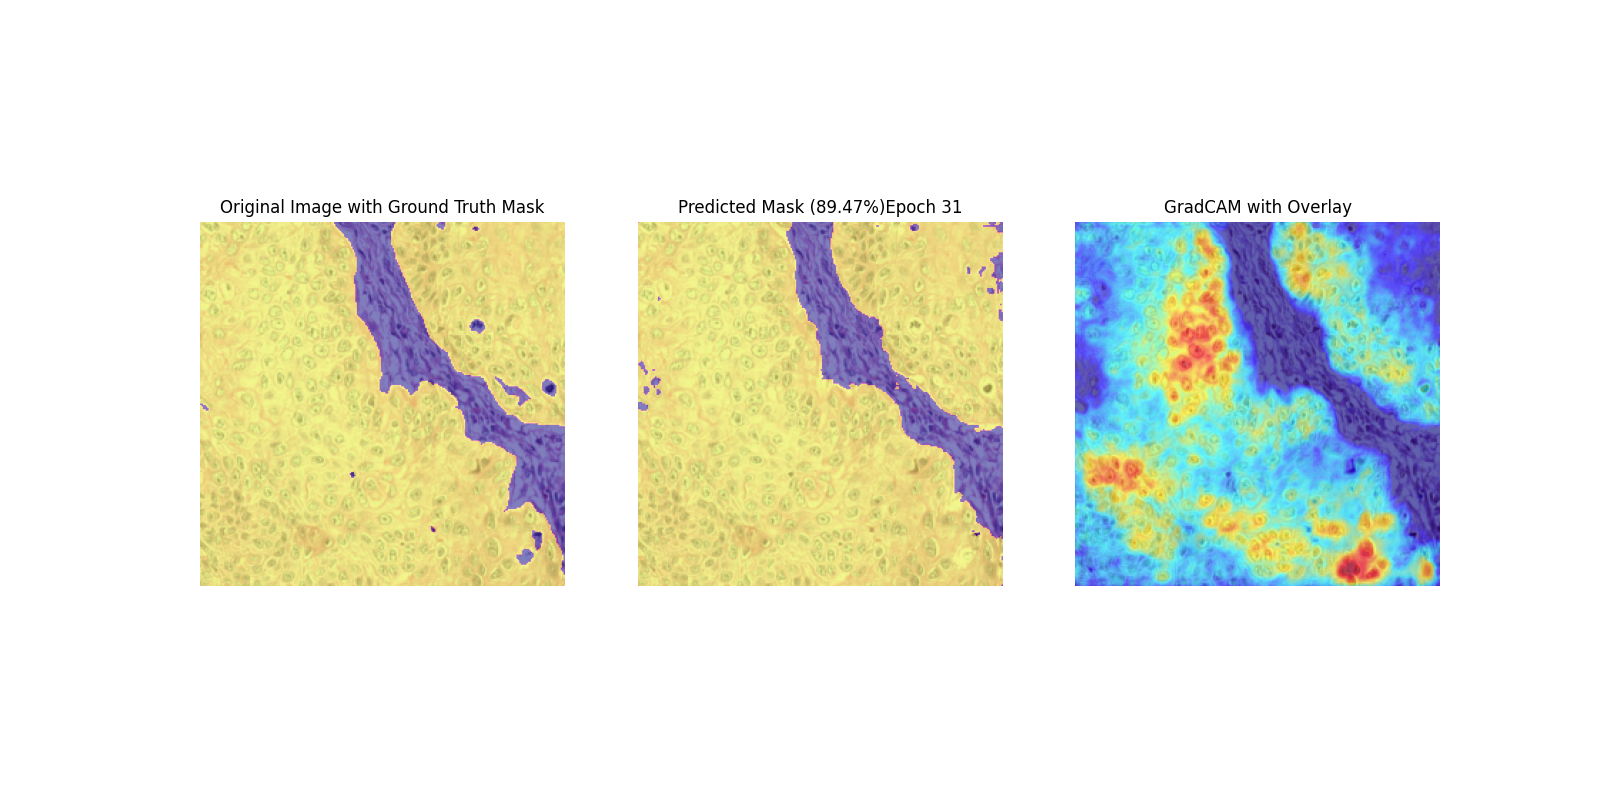 Original Image with Ground Truth Mask
Predicted Mask (89.47%)Epoch 31
GradCAM with Overlay